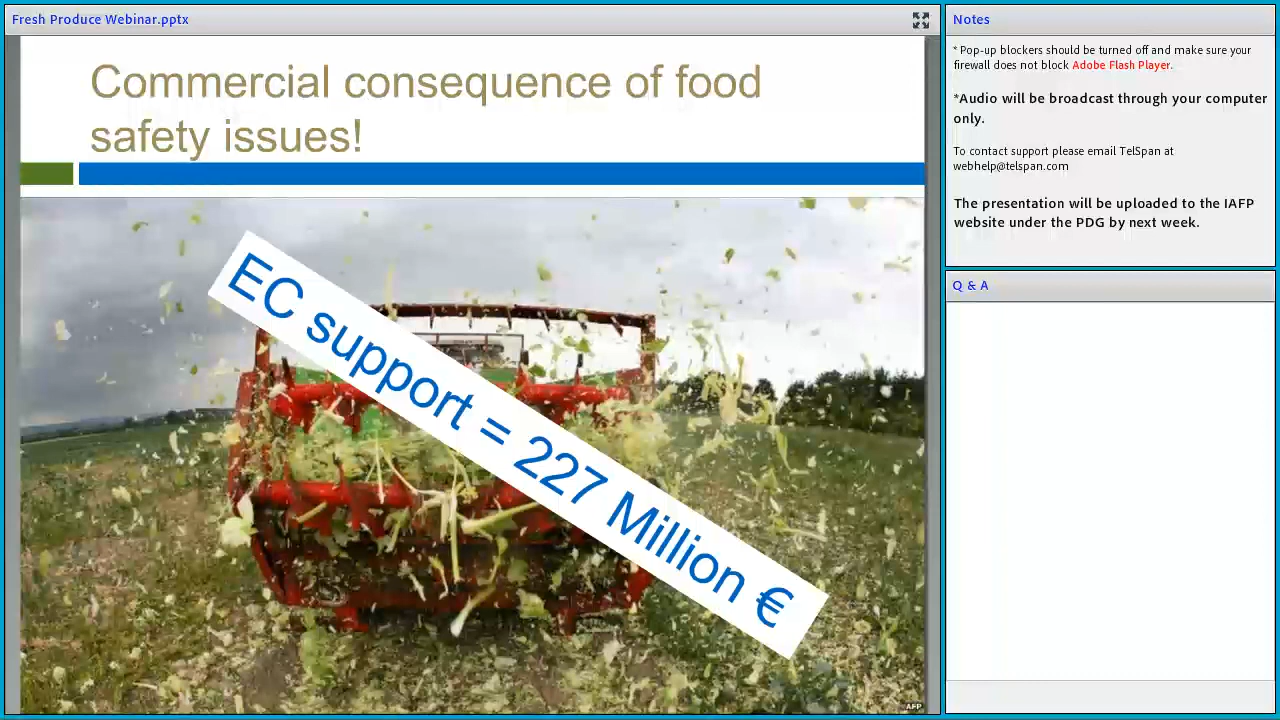 Fresh Produce Webinar.pptx
Commercial consequence of food
safety issues!
EC support = 227 Million €
AFP
Notes
* Pop-up blockers should be turned off and make sure your
firewall does not block Adobe Flash Player.
*Audio will be broadcast through your computer
only.
To contact support please email TelSpan at
webhelp@telspan.com
The presentation will be uploaded to the IAFP
website under the PDG by next week.
Q & A